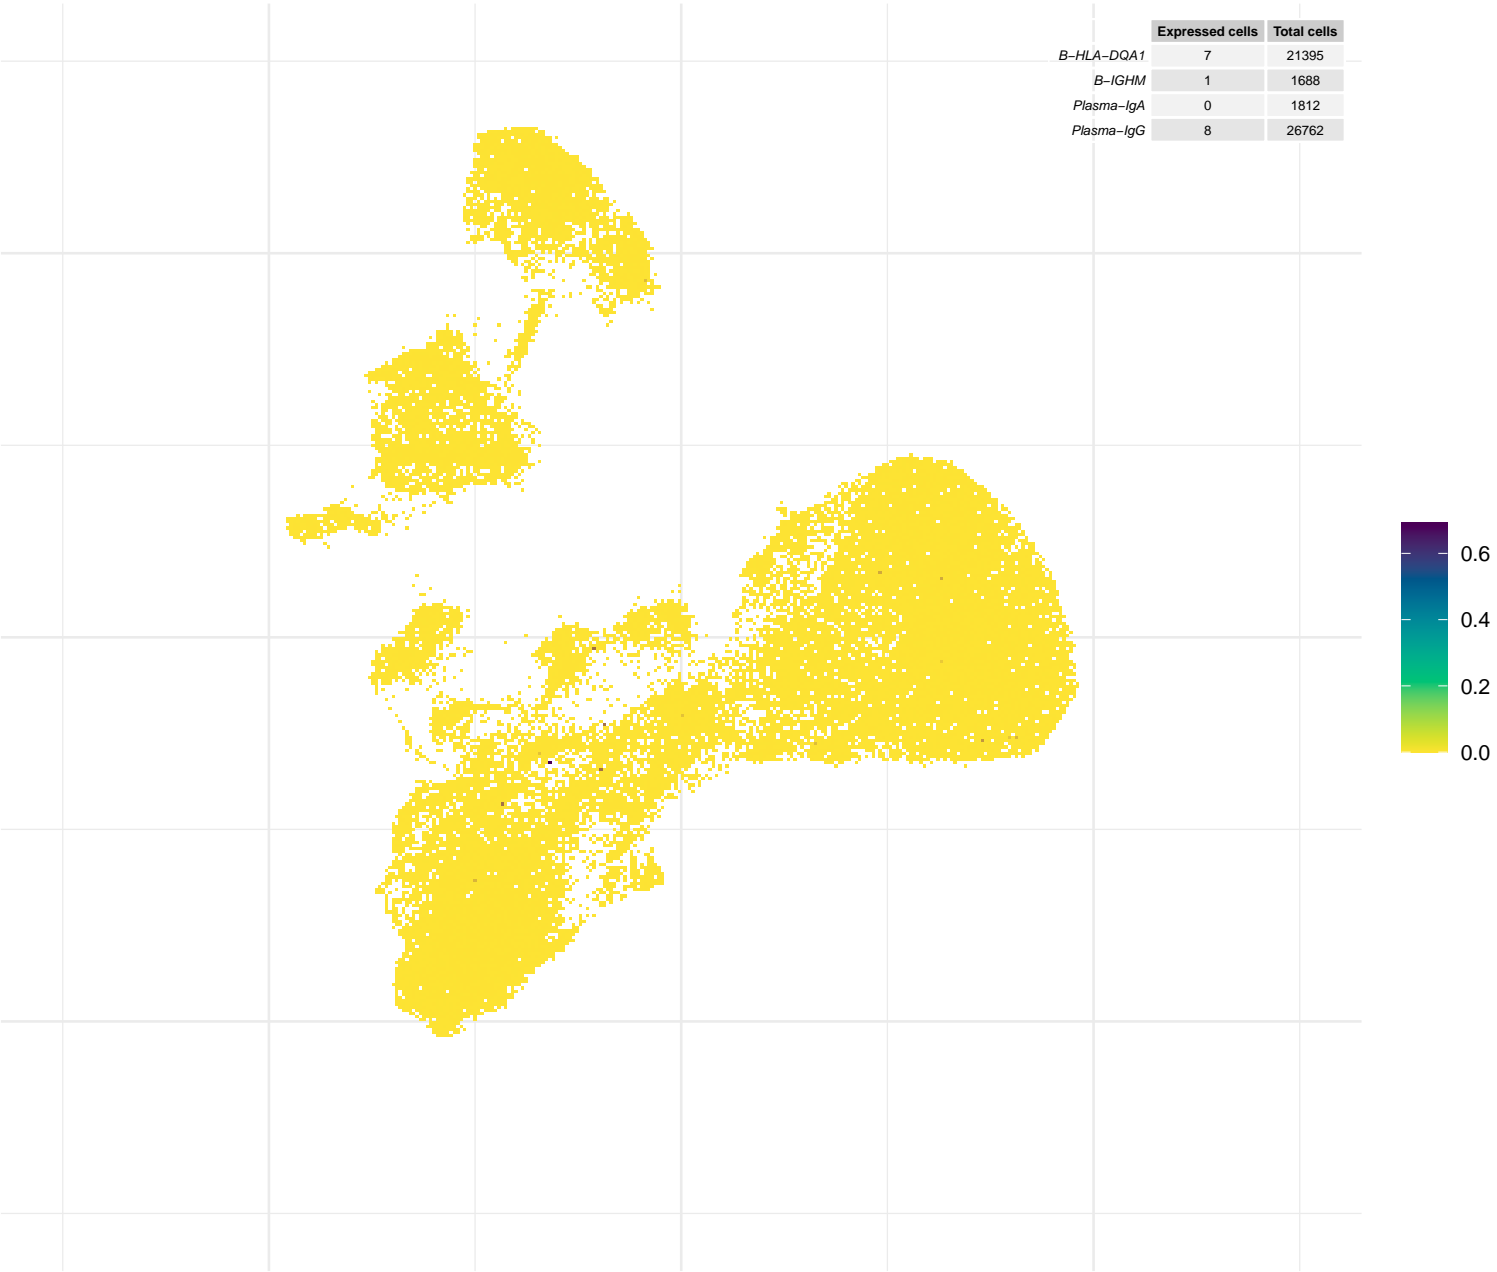 Expressed cells Total cells
B−HLA−DQA1 7 21395
B−IGHM 1 1688
Plasma−IgA 0 1812
Plasma−IgG 8 26762
0.6
0.4
0.2
0.0